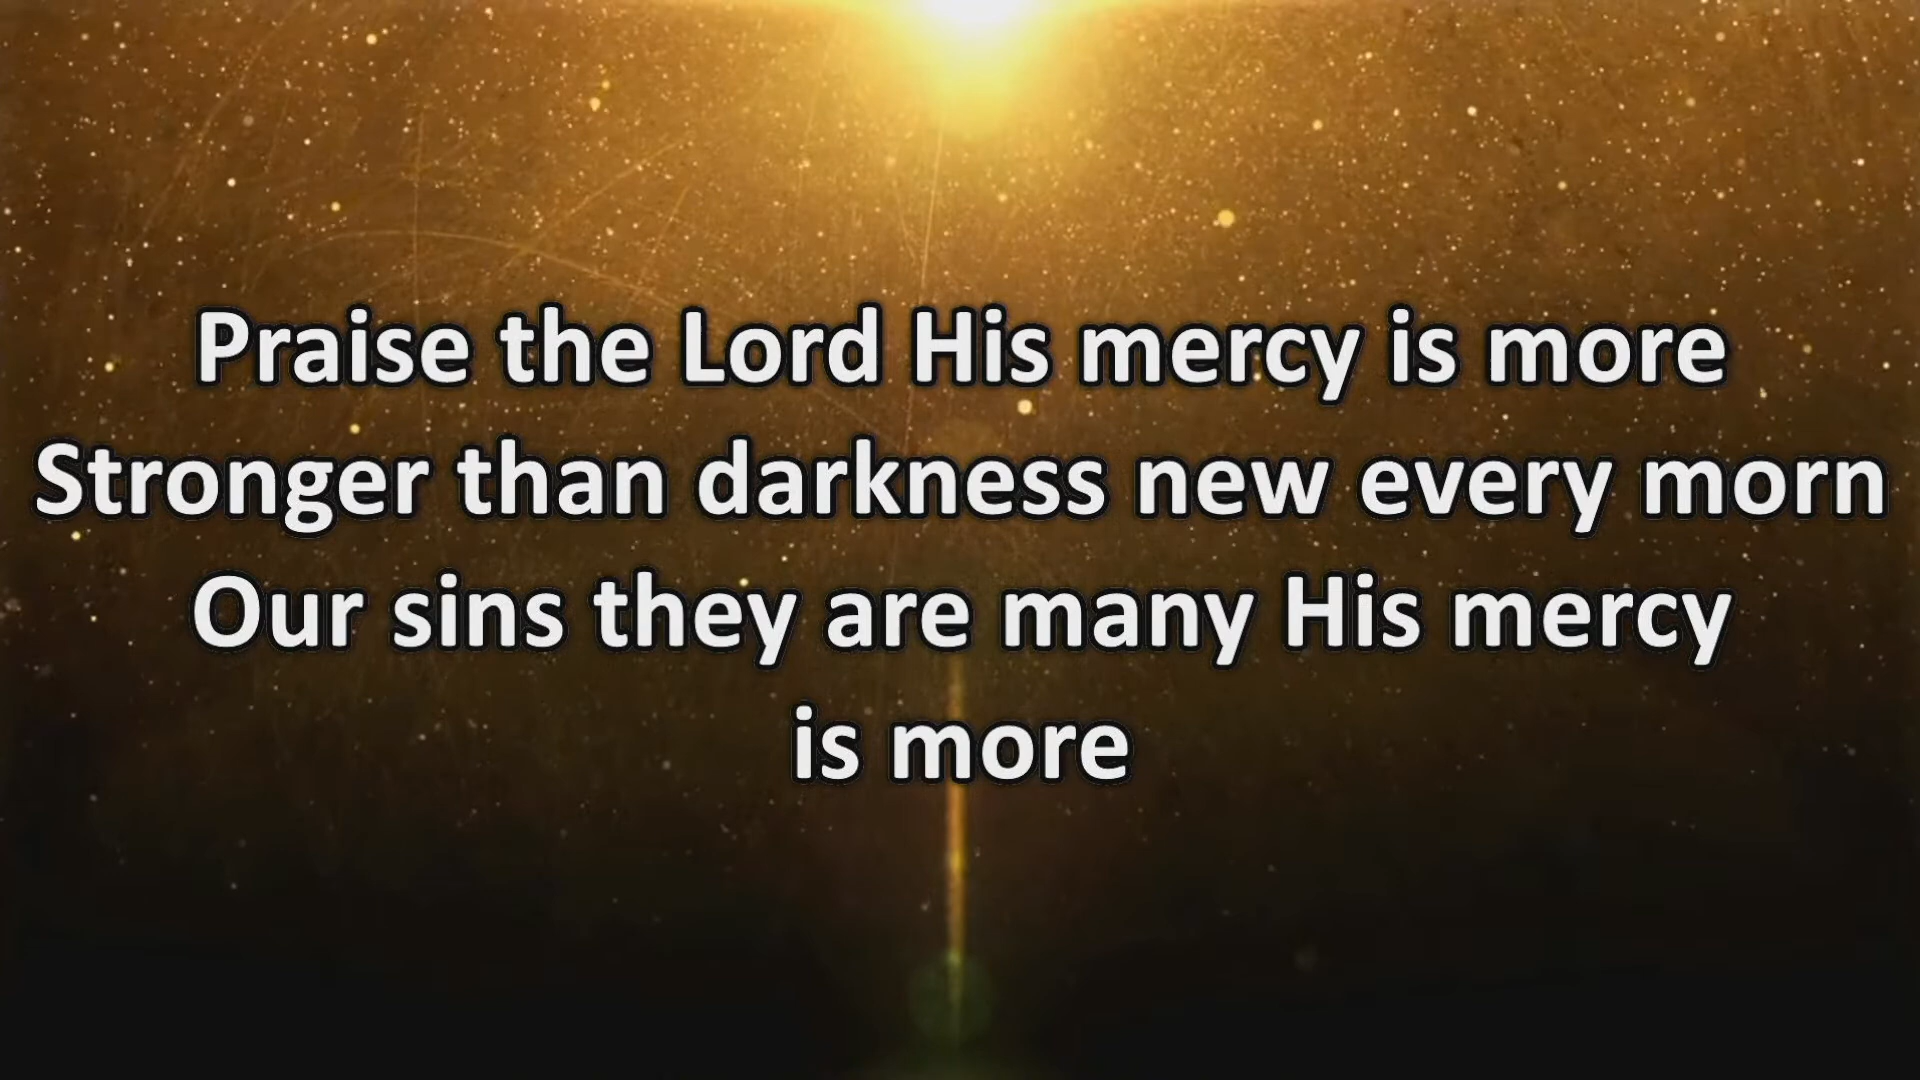 Praise the Lord His mercy is more
Stronger than darkness new every morn
Our sins they are many His mercy
is more